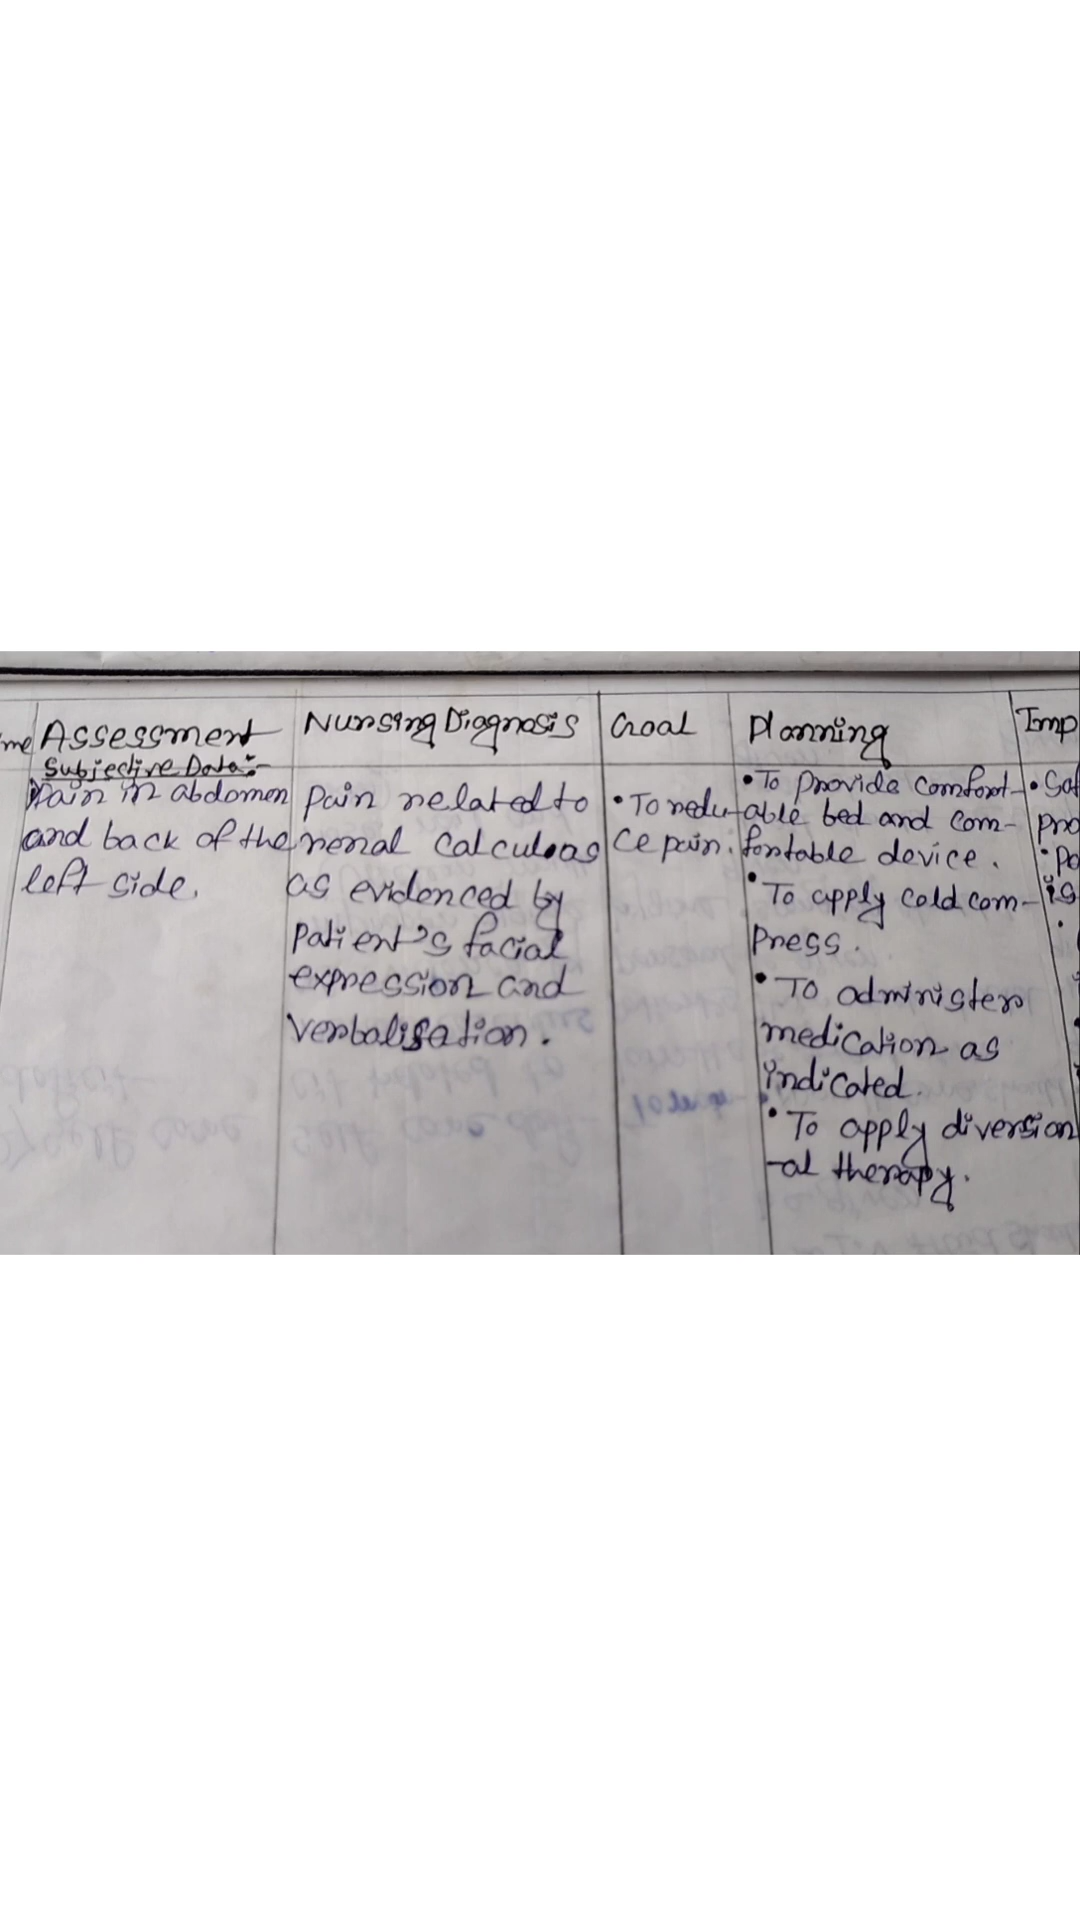 me Assessment Nursing Diagnosis Goal Planning Imp
Subjective Data:-
Pain in abdomen
and back of the
left side.
Pain related to
renal calculoas
as evidenced by
patient's facial
expression and
verbalisation.
• To redu-
ce pain.
• To provide comfort-
able bed and com-
fortable device.
• To apply cold com-
press.
• To administer
medication as
indicated.
• To apply diversion
-al therapy.
pro
• Po
is